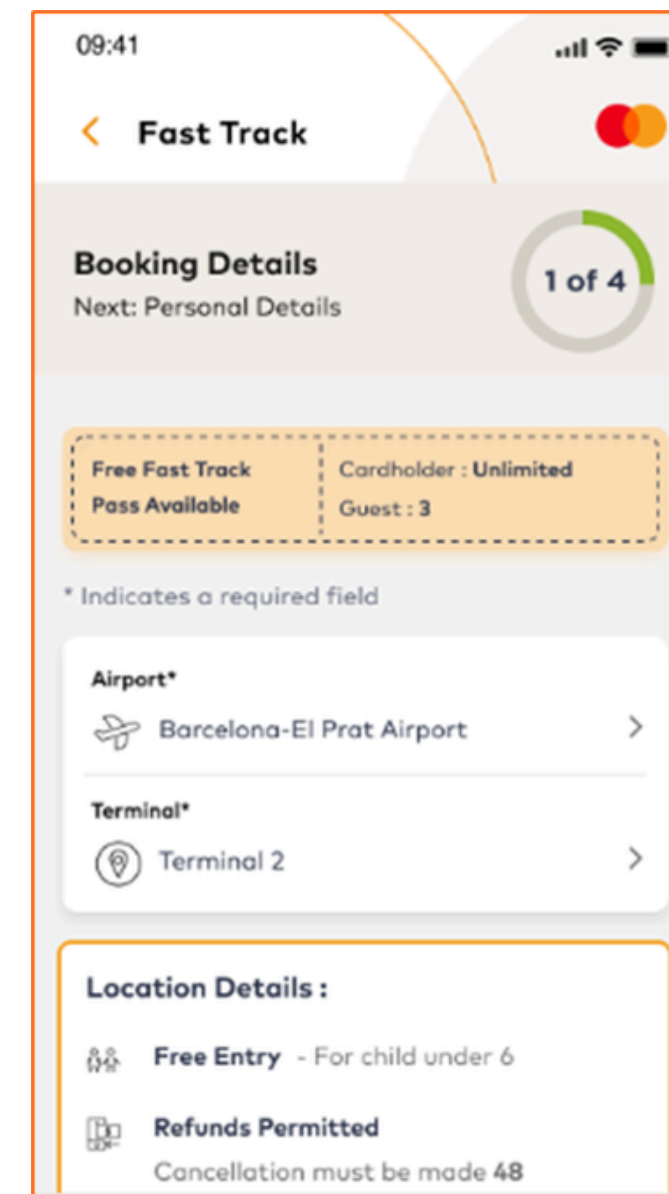 09:41
Fast Track
Booking Details
Next: Personal Details
1 of 4
Free Fast Track
Pass Available
Cardholder : Unlimited
Guest : 3
* Indicates a required field
Airport*
Barcelona-El Prat Airport
Terminal*
Terminal 2
Location Details :
Free Entry - For child under 6
Refunds Permitted
Cancellation must be made 48